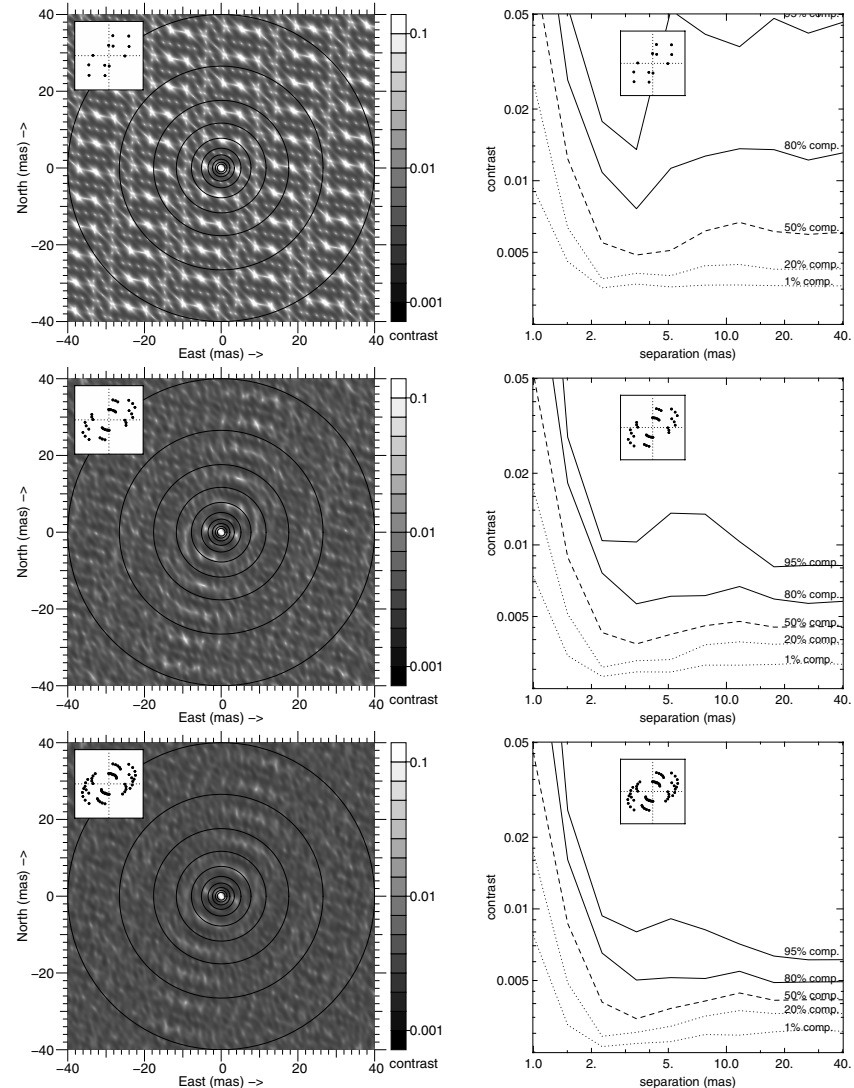 40
20
0
−20
−40
−40 −20 0 20 40
North (mas) −>
East (mas) −>
0.1
0.01
0.001
contrast
0.05
0.02
0.01
0.005
contrast
1.0 2. 5. 10.0 20. 40.
separation (mas)
95% comp.
80% comp.
50% comp.
20% comp.
1% comp.
40
20
0
−20
−40
−40 −20 0 20 40
North (mas) −>
East (mas) −>
0.1
0.01
0.001
contrast
0.05
0.02
0.01
0.005
contrast
1.0 2. 5. 10.0 20. 40.
separation (mas)
95% comp.
80% comp.
50% comp.
20% comp.
1% comp.
40
20
0
−20
−40
−40 −20 0 20 40
North (mas) −>
East (mas) −>
0.1
0.01
0.001
contrast
0.05
0.02
0.01
0.005
contrast
1.0 2. 5. 10.0 20. 40.
separation (mas)
95% comp.
80% comp.
50% comp.
20% comp.
1% comp.